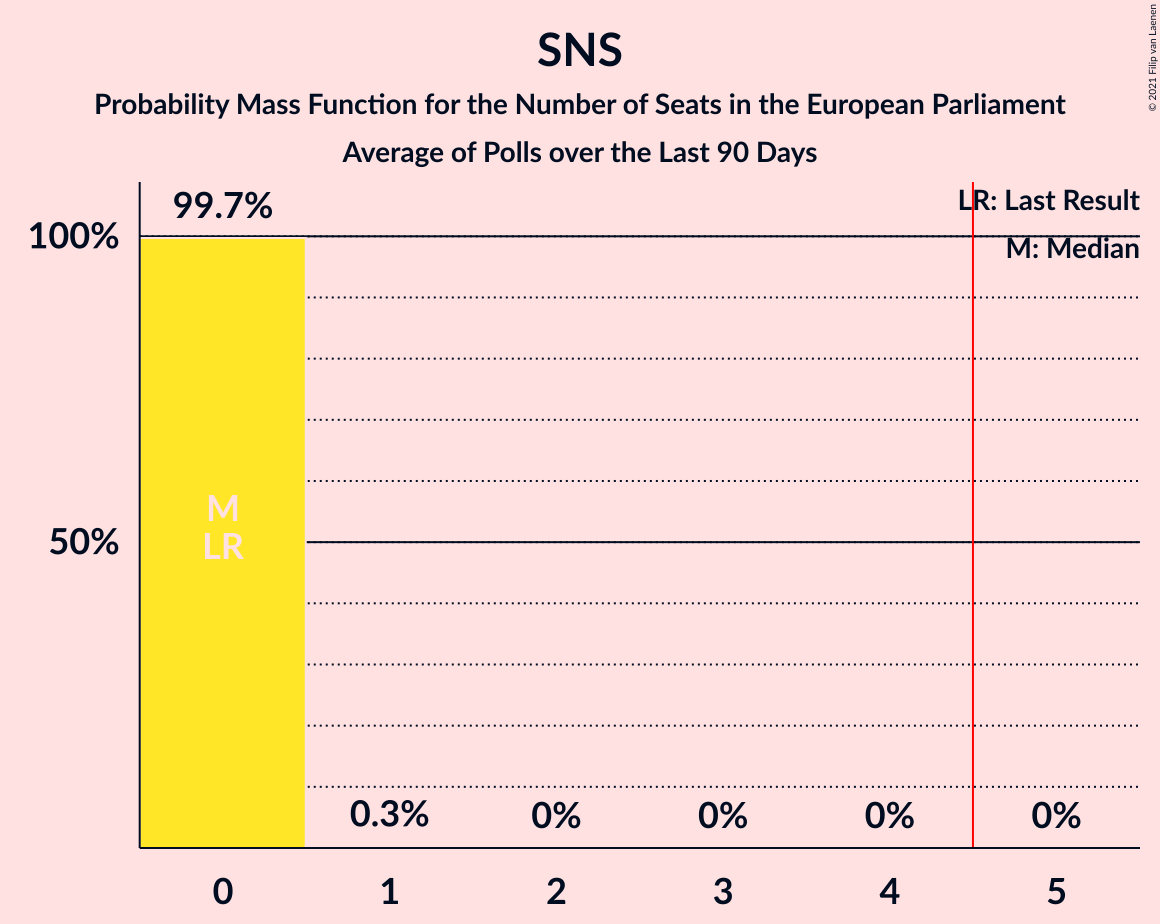 SNS
Probability Mass Function for the Number of Seats in the European Parliament
Average of Polls over the Last 90 Days
© 2021 Filip van Laenen
LR: Last Result
M: Median
99.7%
100%
50%
M
LR
0.3%
0%
0%
0%
0%
0
1
2
3
4
5